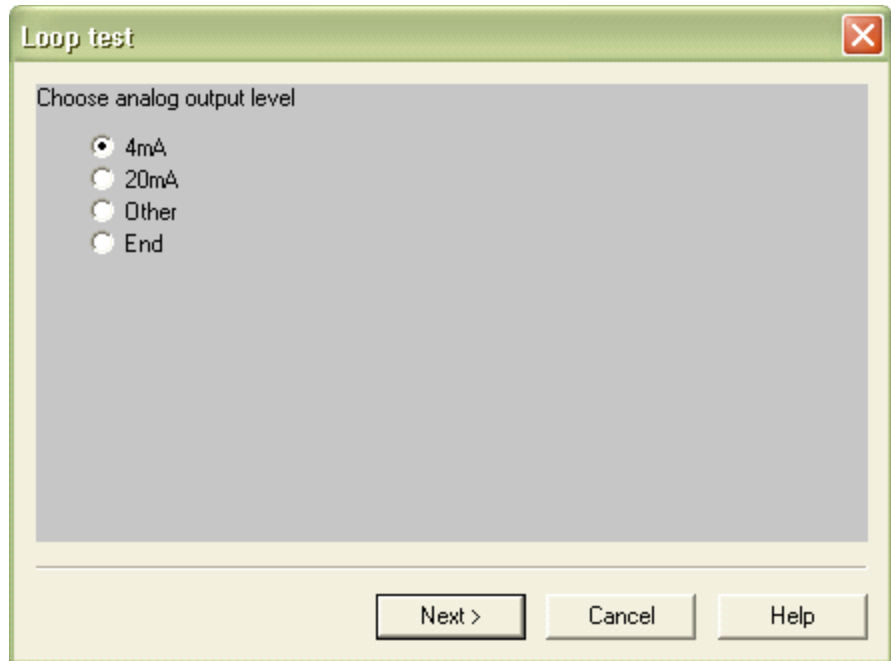 Loop test
Choose analog output level
4mA
20mA
Other
End
Next >
Cancel
Help